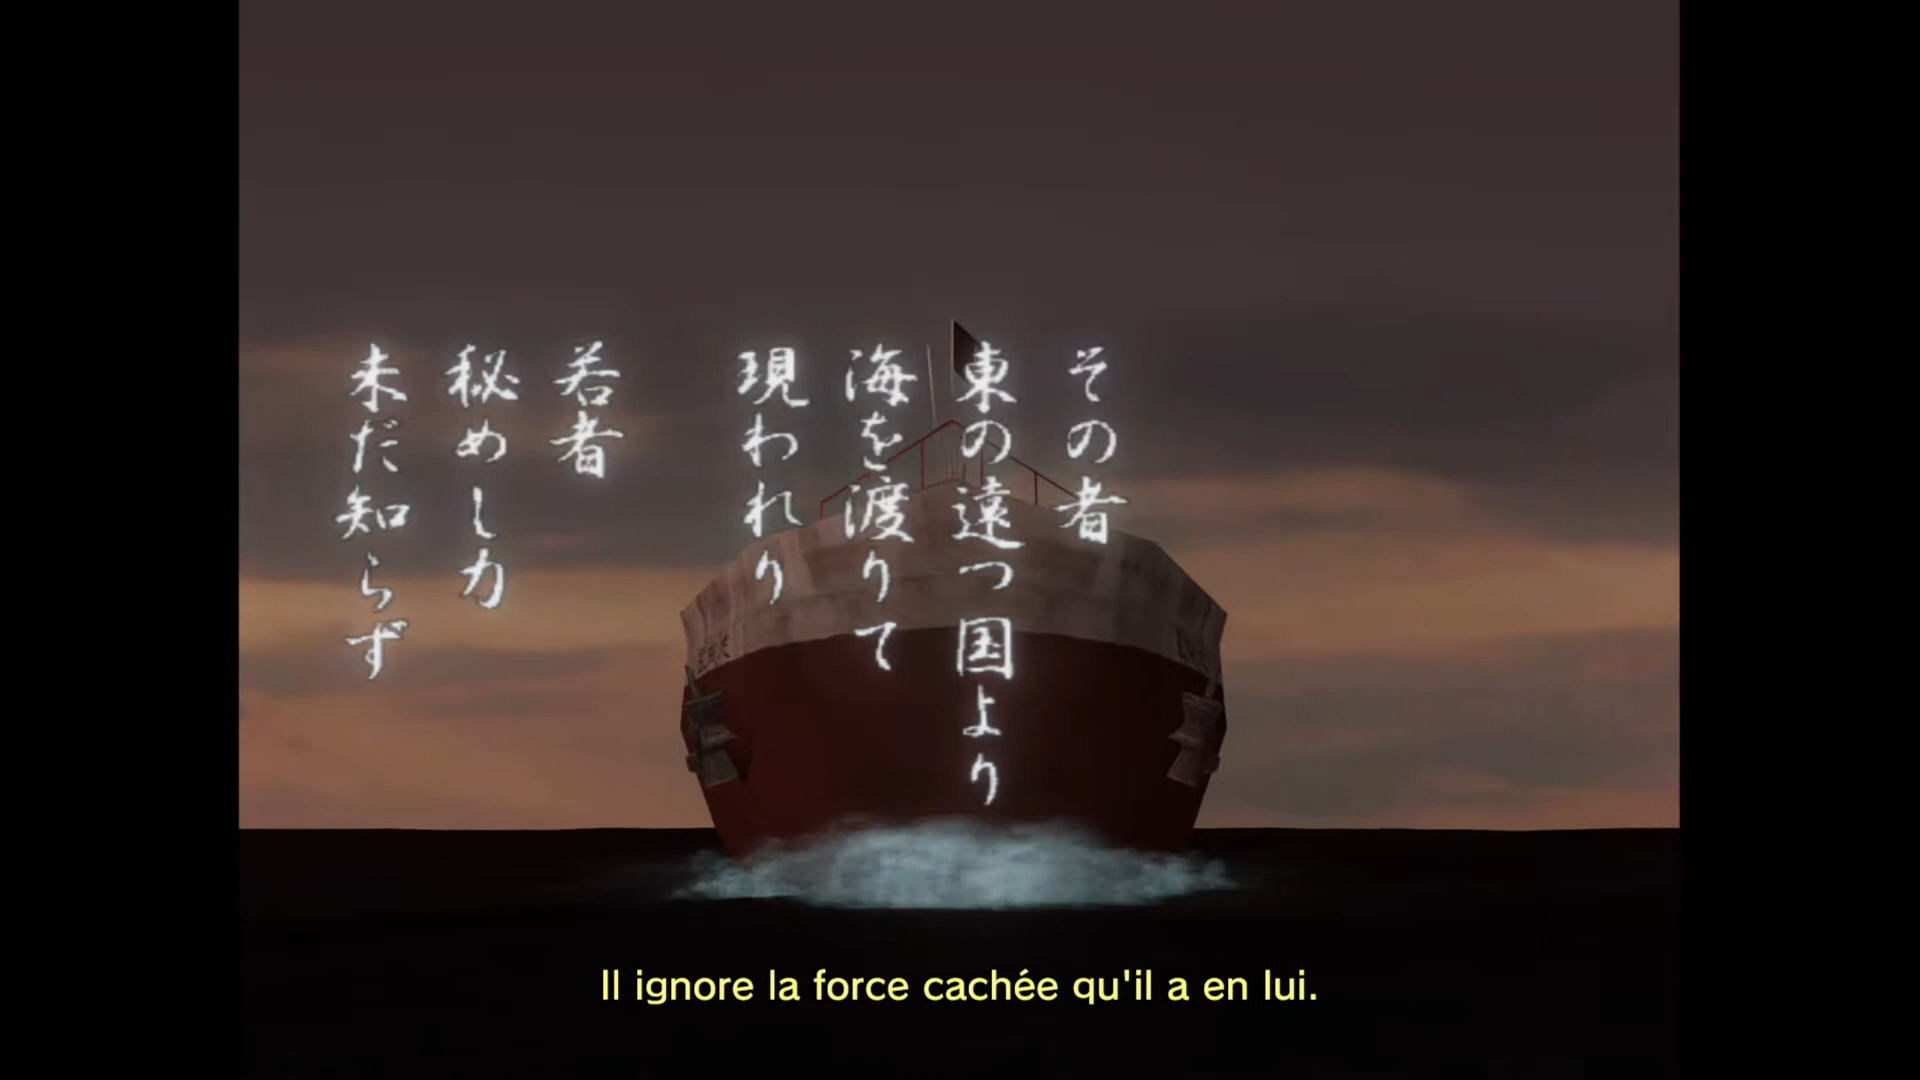 その者
東の遠つ国より
海を渡りて
現われり
若者
秘めし力
未だ知らず
Il ignore la force cachée qu'il a en lui.